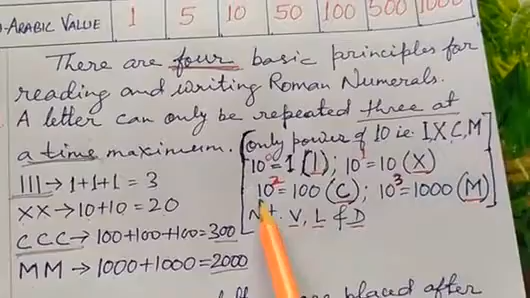 -ARABIC VALUE 1 5 10 50 100 500 1000
There are four basic principles for
reading and writing Roman Numerals.
A letter can only be repeated three at
a time maximum. [Only power of 10 i.e. I, X, C, M
III → 1+1+1 = 3 10⁰ = 1 (I); 10¹ = 10 (X)
XX → 10+10 = 20 10² = 100 (C); 10³ = 1000 (M)]
CCC → 100+100+100 = 300 V, L & D
MM → 1000+1000 = 2000
placed after